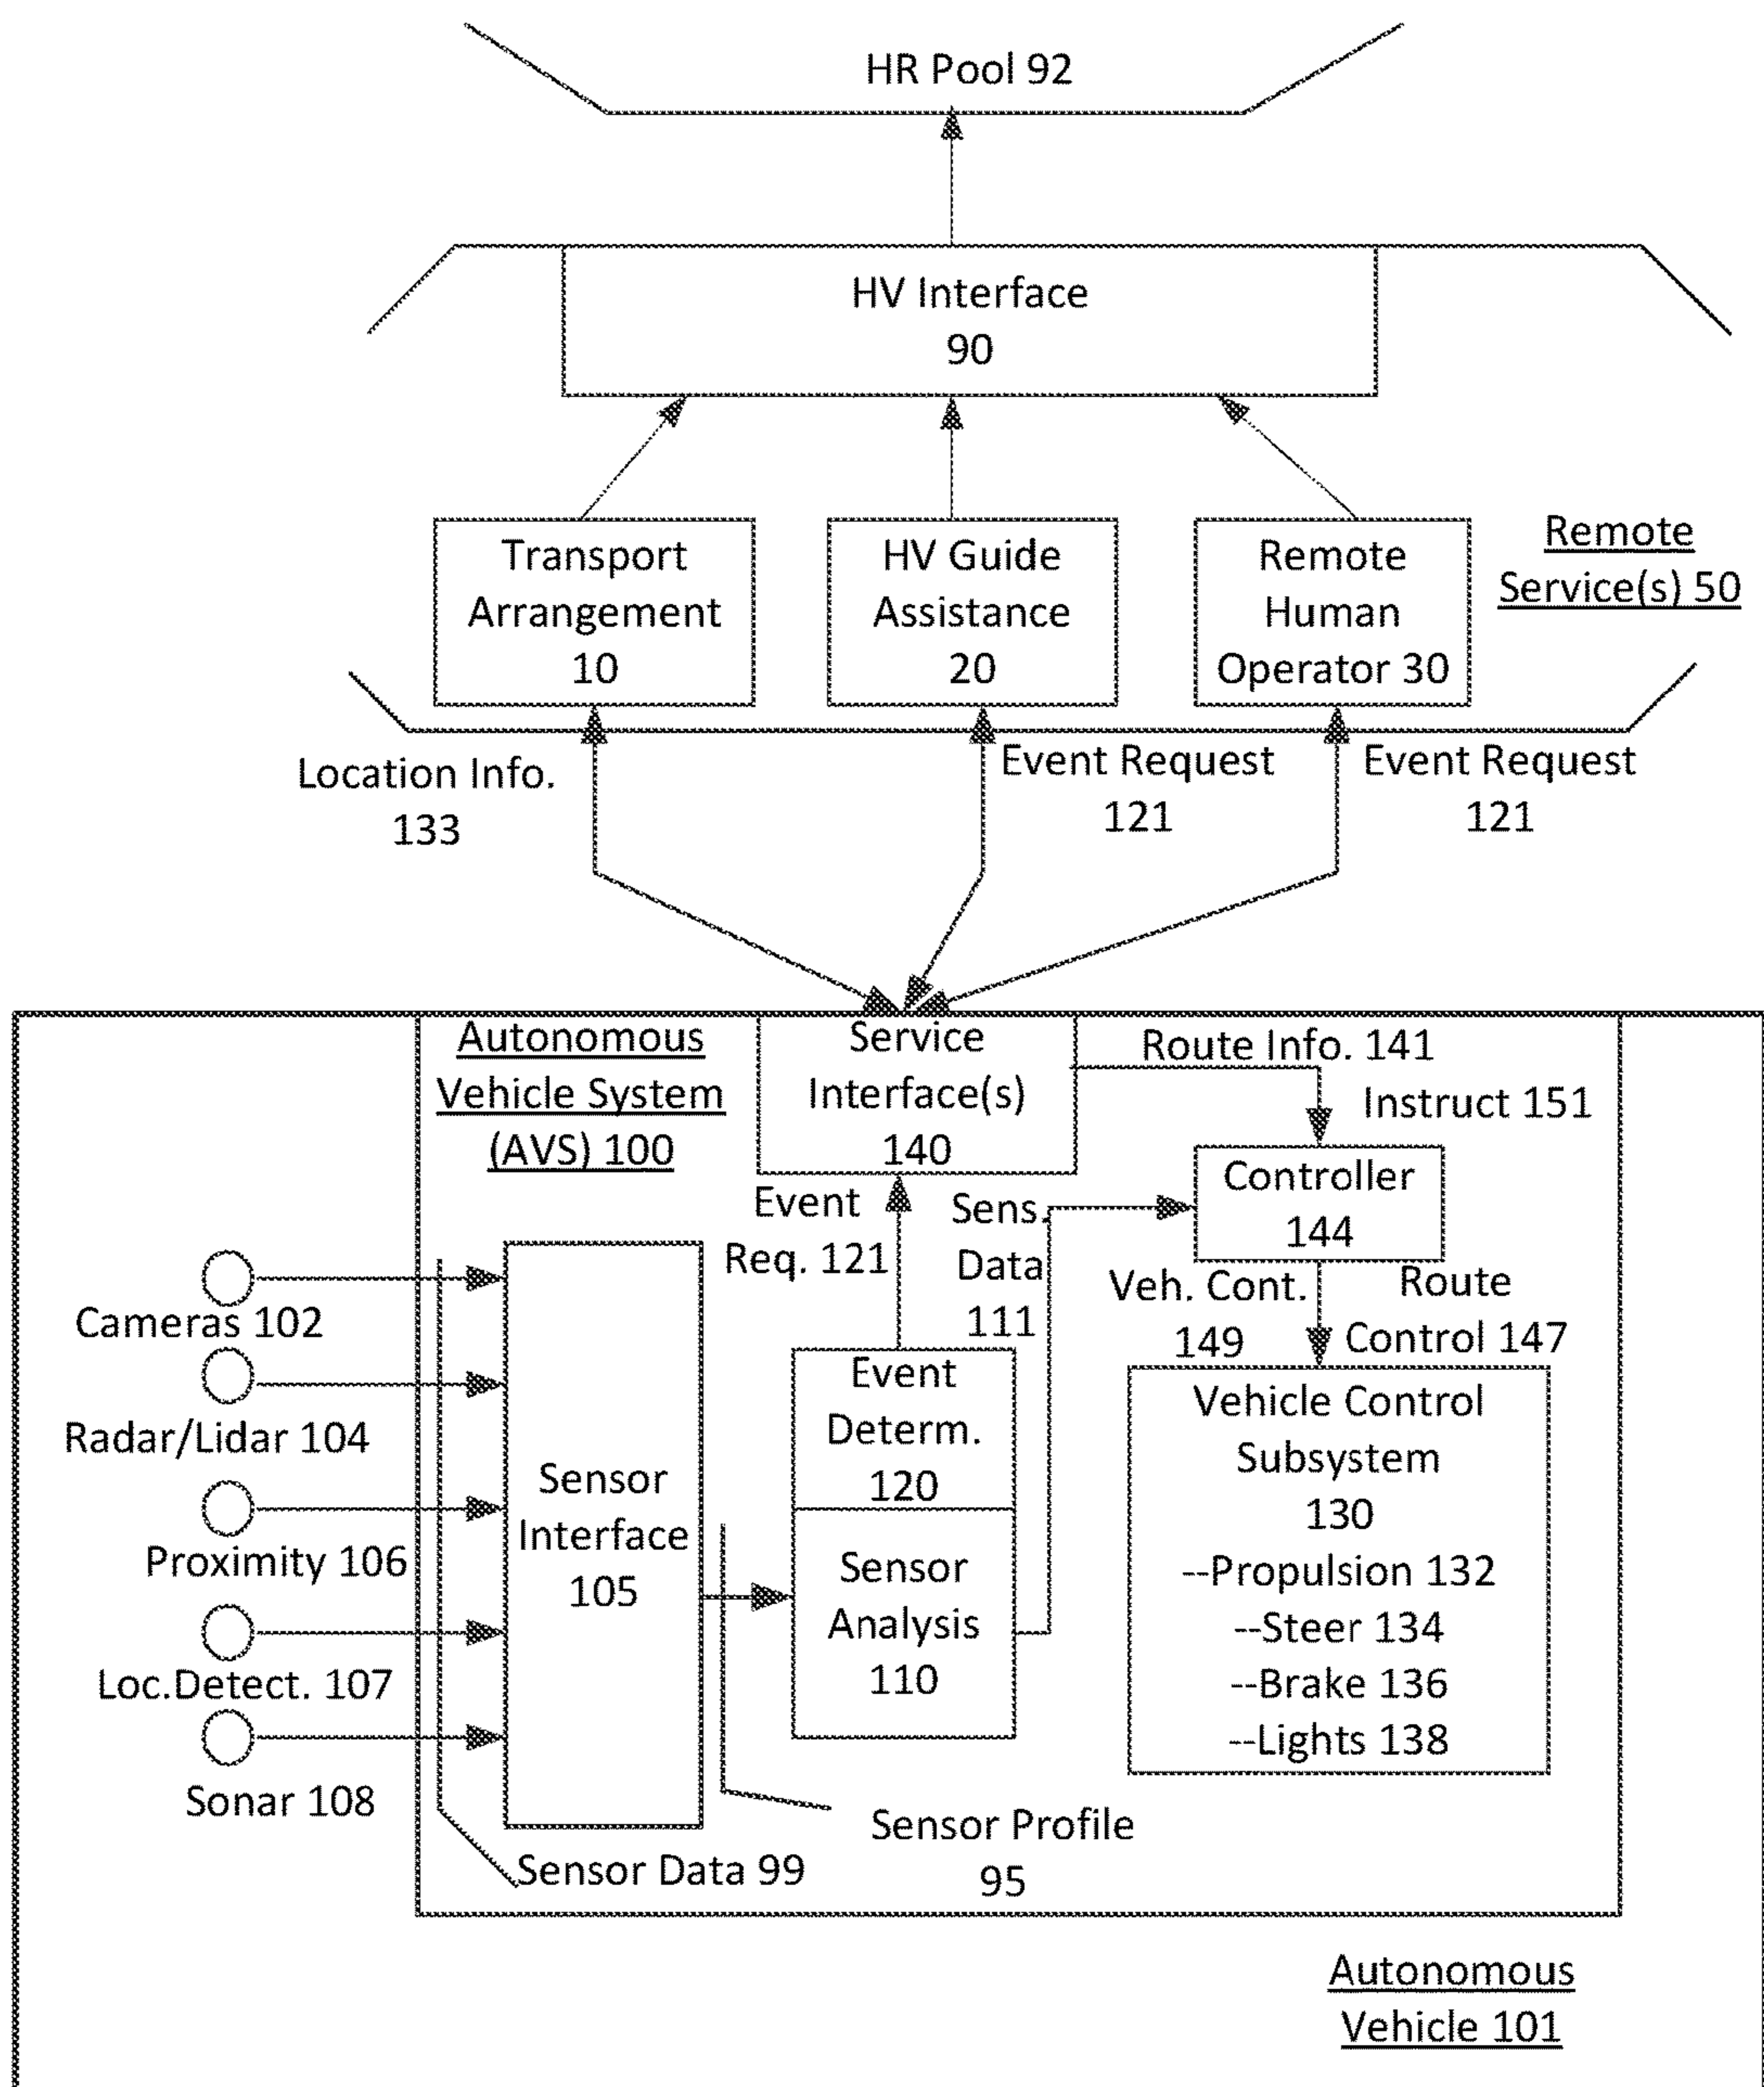 HR Pool 92
HV Interface
90
Transport
Arrangement
10
HV Guide
Assistance
20
Remote
Human
Operator 30
Remote
Service(s) 50
Location Info.
133
Event Request
121
Event Request
121
Autonomous
Vehicle System
(AVS) 100
Service
Interface(s)
140
Route Info. 141
Instruct 151
Controller
144
Event
Req. 121
Sens.
Data
111
Veh. Cont.
149
Route
Control 147
Cameras 102
Radar/Lidar 104
Proximity 106
Loc.Detect. 107
Sonar 108
Sensor
Interface
105
Event
Determ.
120
Sensor
Analysis
110
Vehicle Control
Subsystem
130
--Propulsion 132
--Steer 134
--Brake 136
--Lights 138
Sensor Data 99
Sensor Profile
95
Autonomous
Vehicle 101